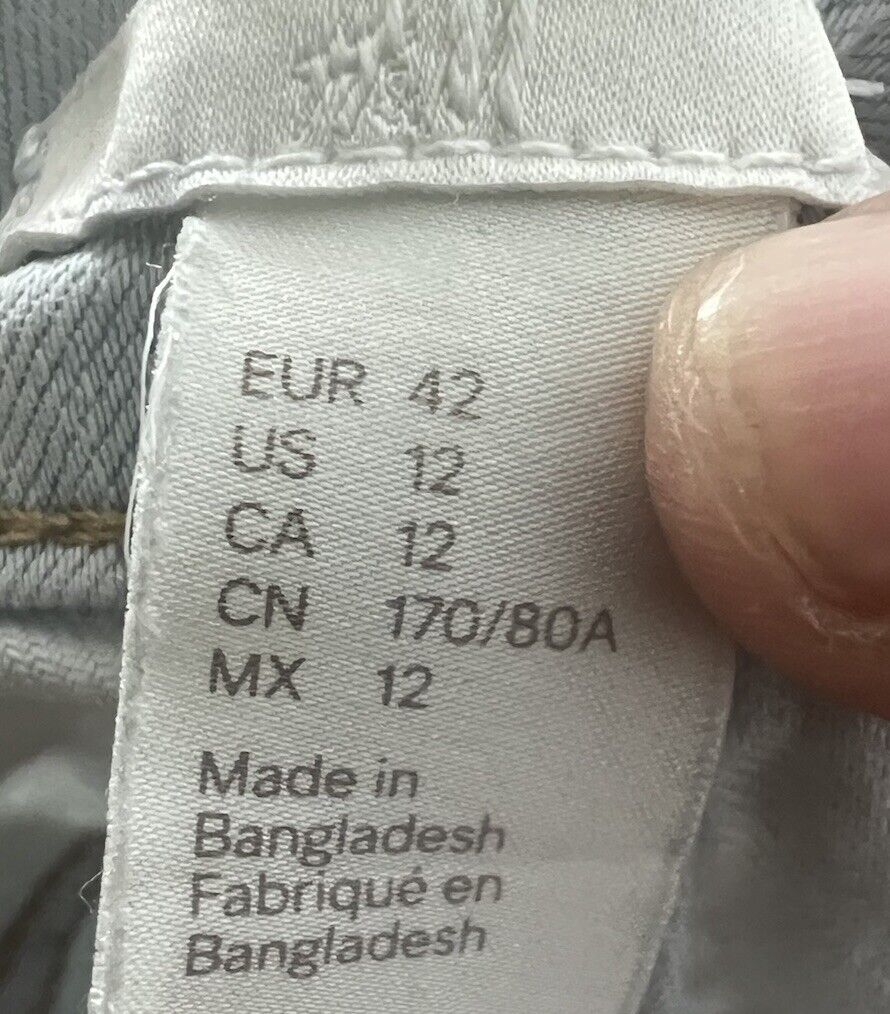 EUR 42
US 12
CA 12
CN 170/80A
MX 12
Made in
Bangladesh
Fabriqué en
Bangladesh